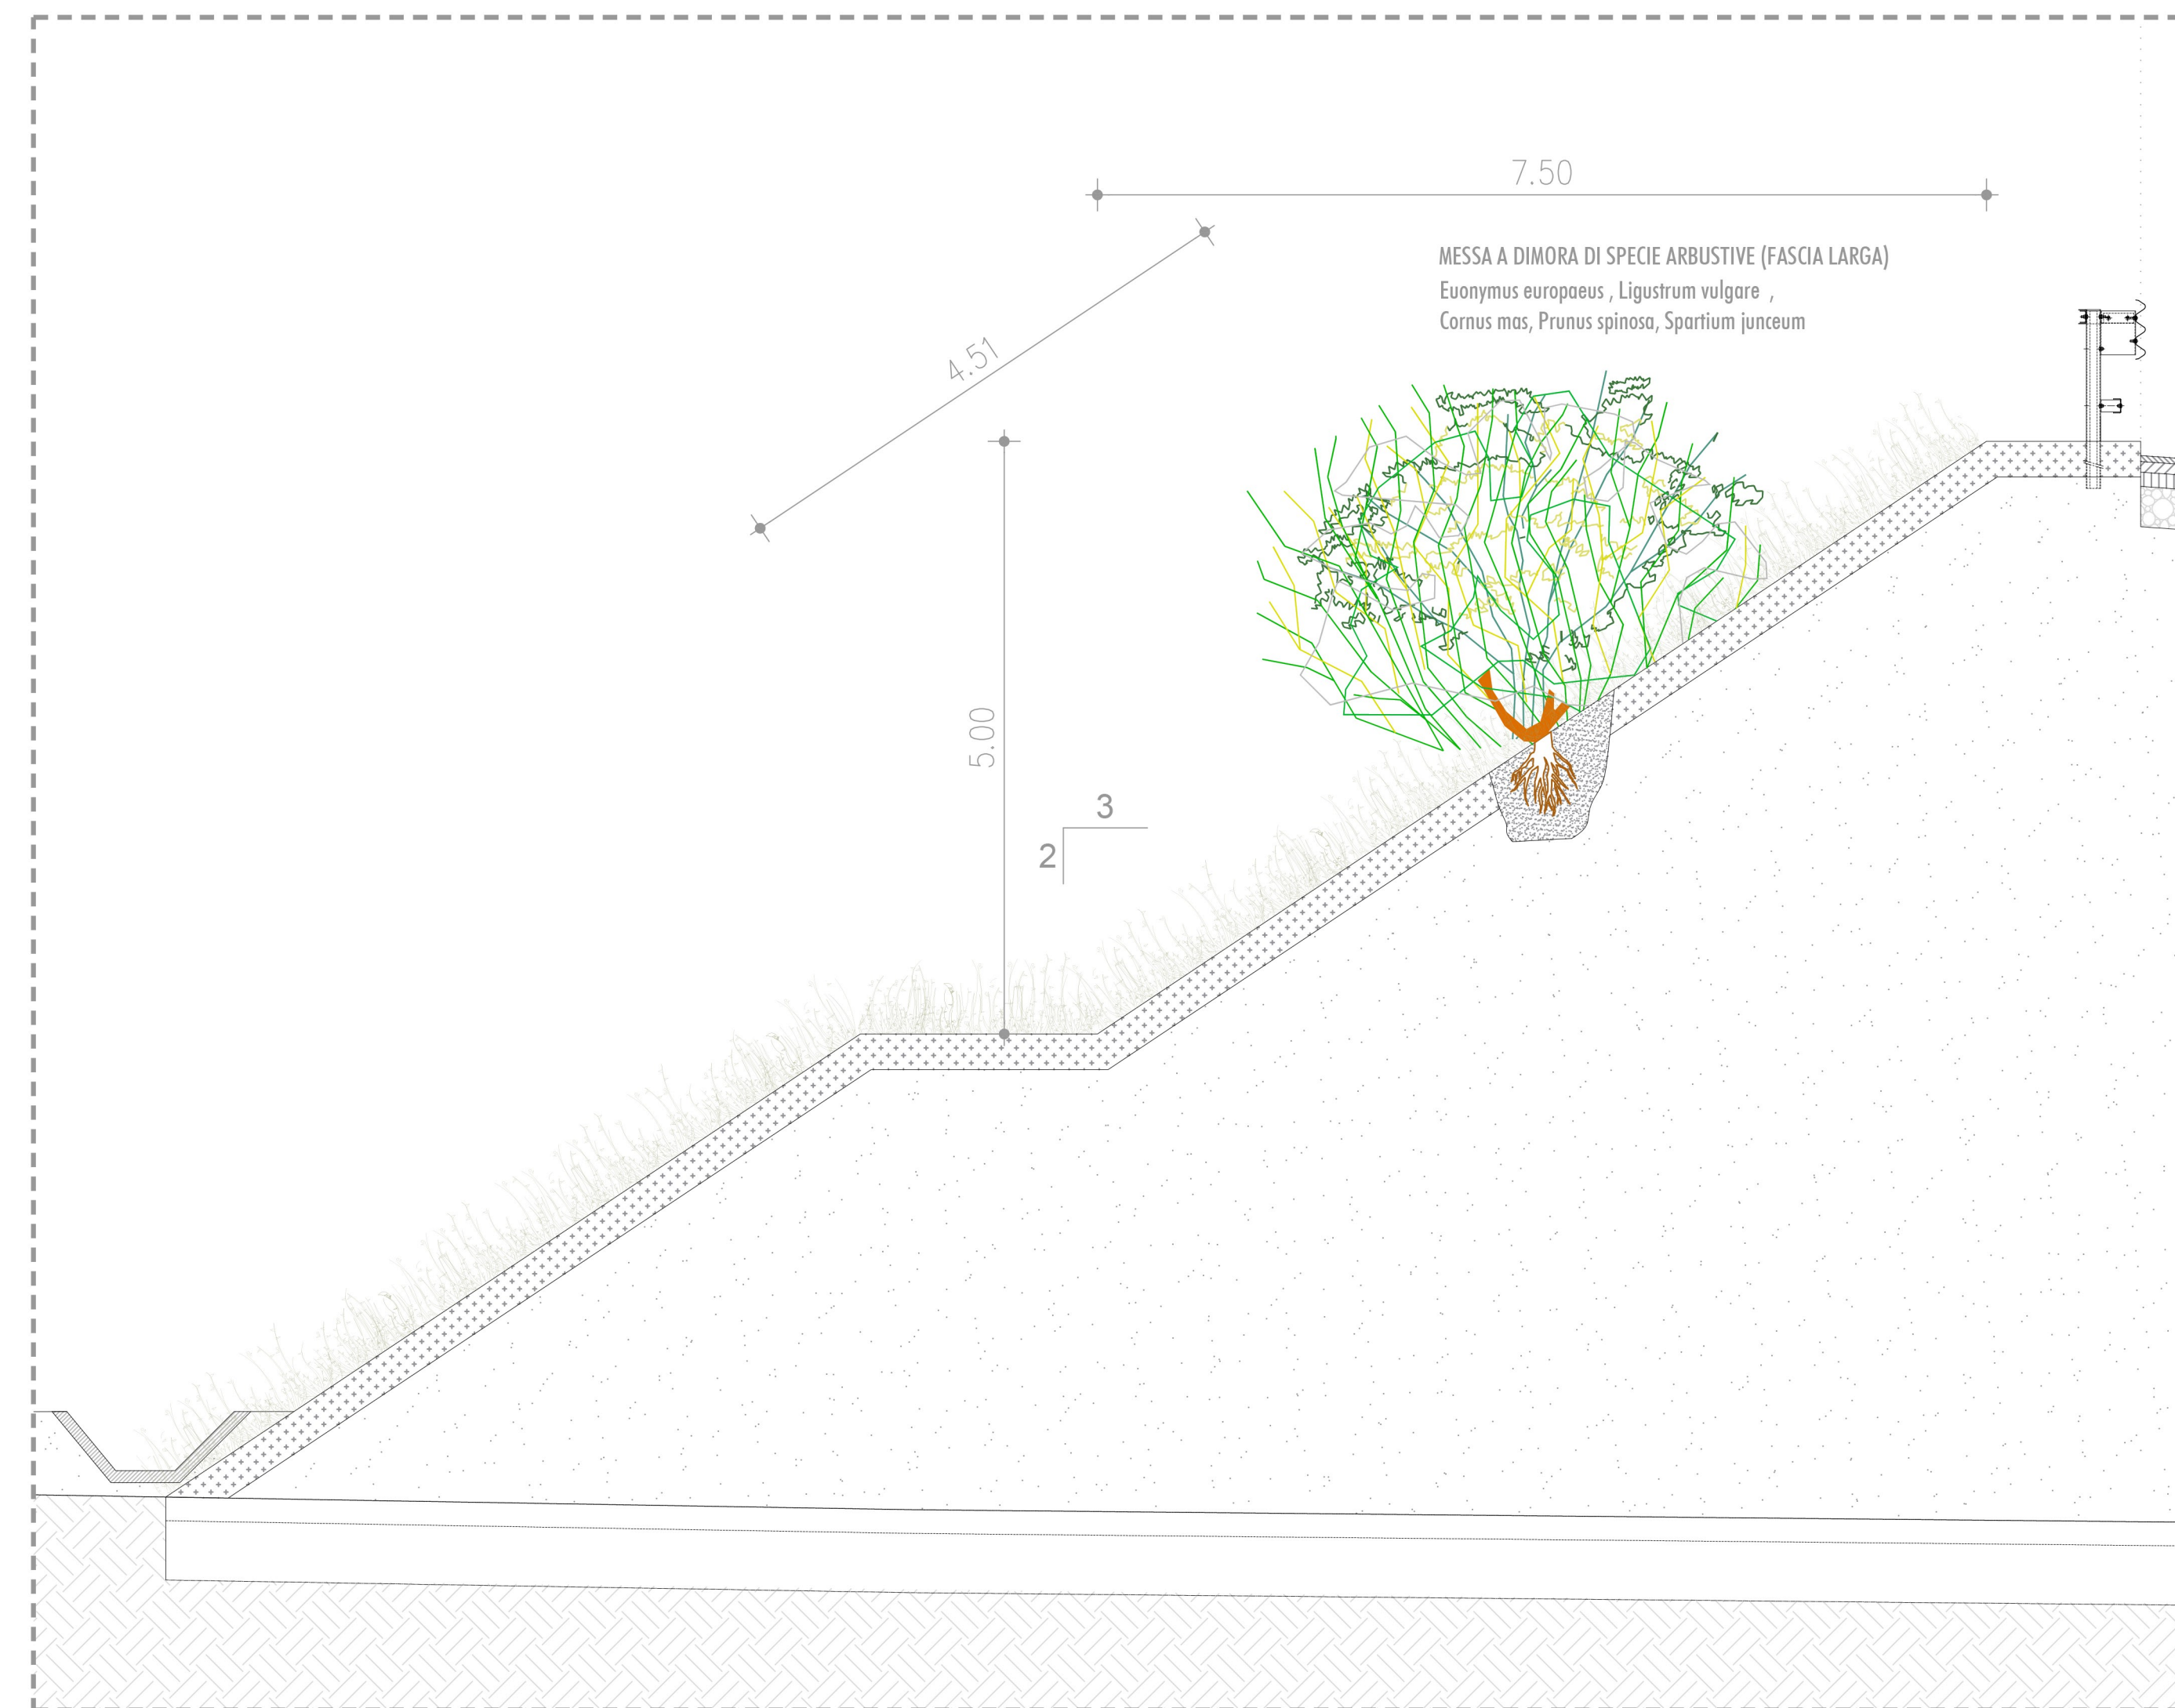 7.50
MESSA A DIMORA DI SPECIE ARBUSTIVE (FASCIA LARGA)
Euonymus europaeus , Ligustrum vulgare ,
Cornus mas, Prunus spinosa, Spartium junceum
4.51
5.00
3
2